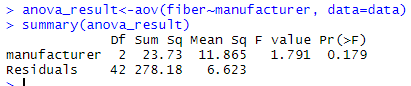 > anova_result<-aov(fiber~manufacturer, data=data)
> summary(anova_result)
             Df Sum Sq Mean Sq F value Pr(>F)
manufacturer  2  23.73  11.865   1.791  0.179
Residuals    42 278.18   6.623
>